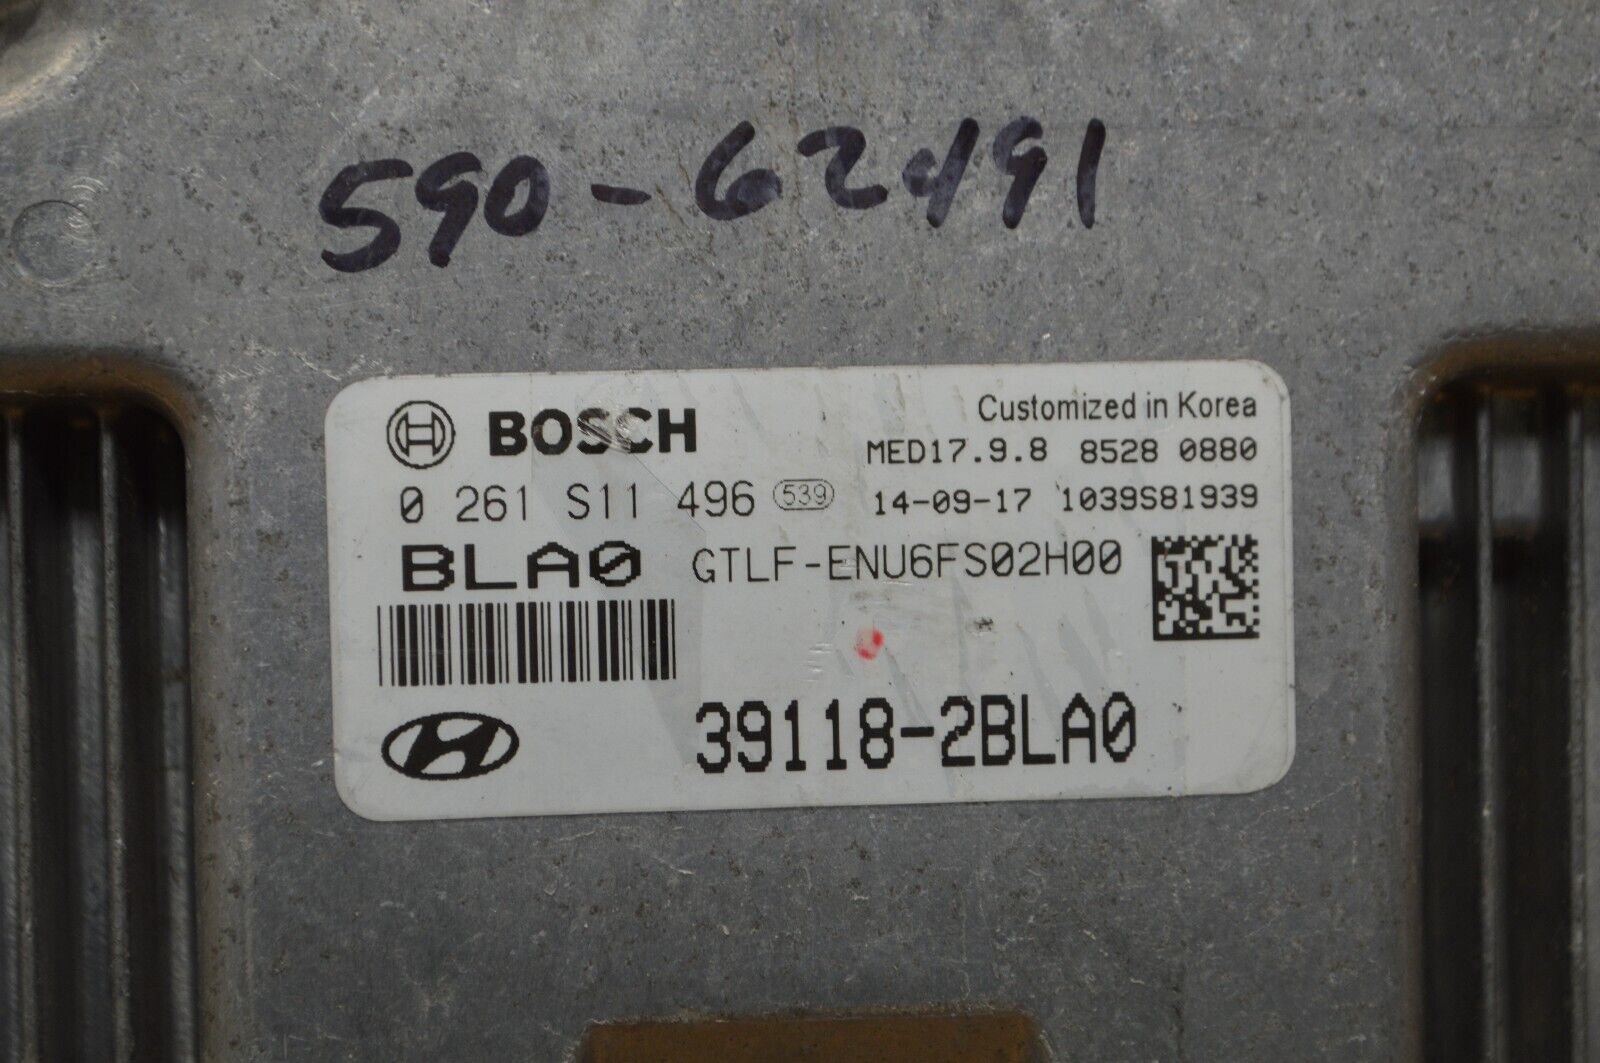 590-62491
BOSCH
Customized in Korea
MED17.9.8 8528 0880
0 261 S11 496 539
14-09-17 1039S81939
BLA0 GTLF-ENU6FS02H00
39118-2BLA0